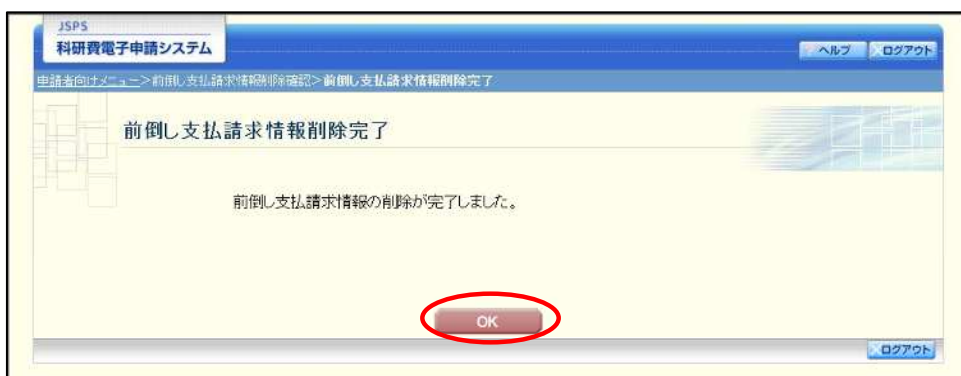 JSPS
科研費電子申請システム
ヘルプ ログアウト
申請者向けメニュー>前倒し支払請求情報削除確認>前倒し支払請求情報削除完了
前倒し支払請求情報削除完了
前倒し支払請求情報の削除が完了しました。
OK
ログアウト